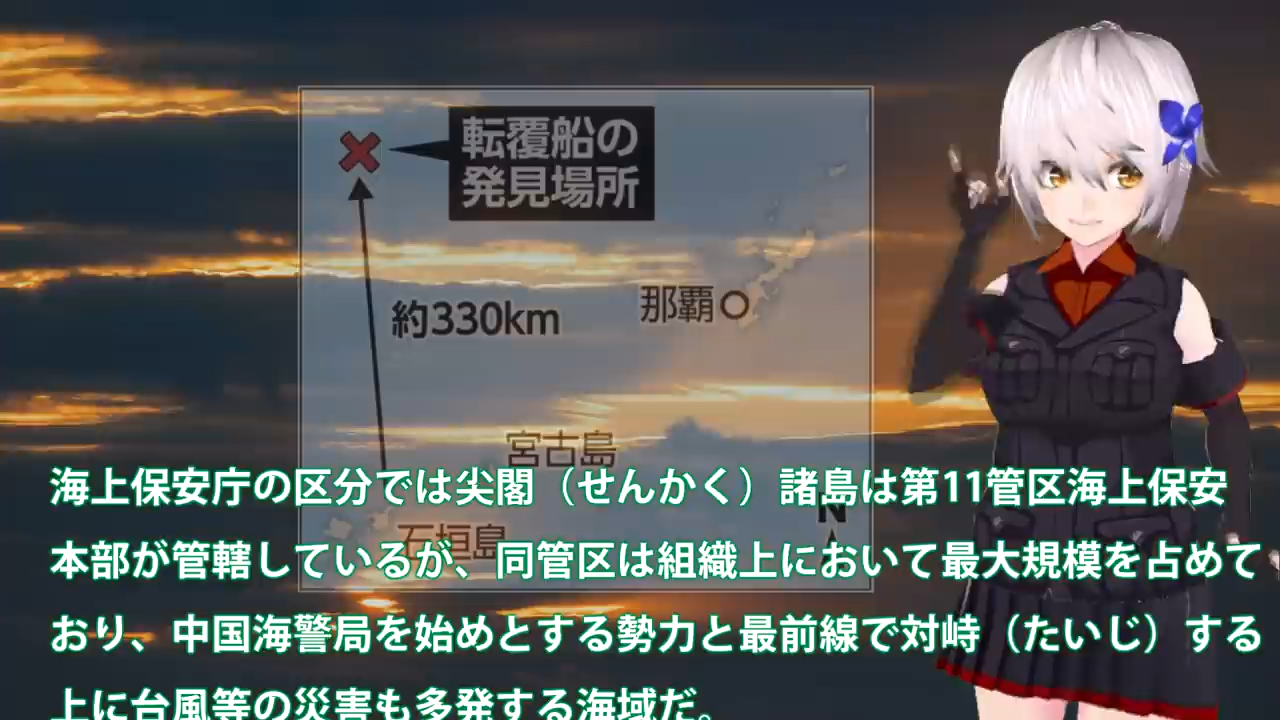 転覆船の
発見場所
約330km
那覇
宮古島
石垣島
N
海上保安庁の区分では尖閣（せんかく）諸島は第11管区海上保安
本部が管轄しているが、同管区は組織上において最大規模を占めて
おり、中国海警局を始めとする勢力と最前線で対峙（たいじ）する
上に台風等の災害も多発する海域だ。